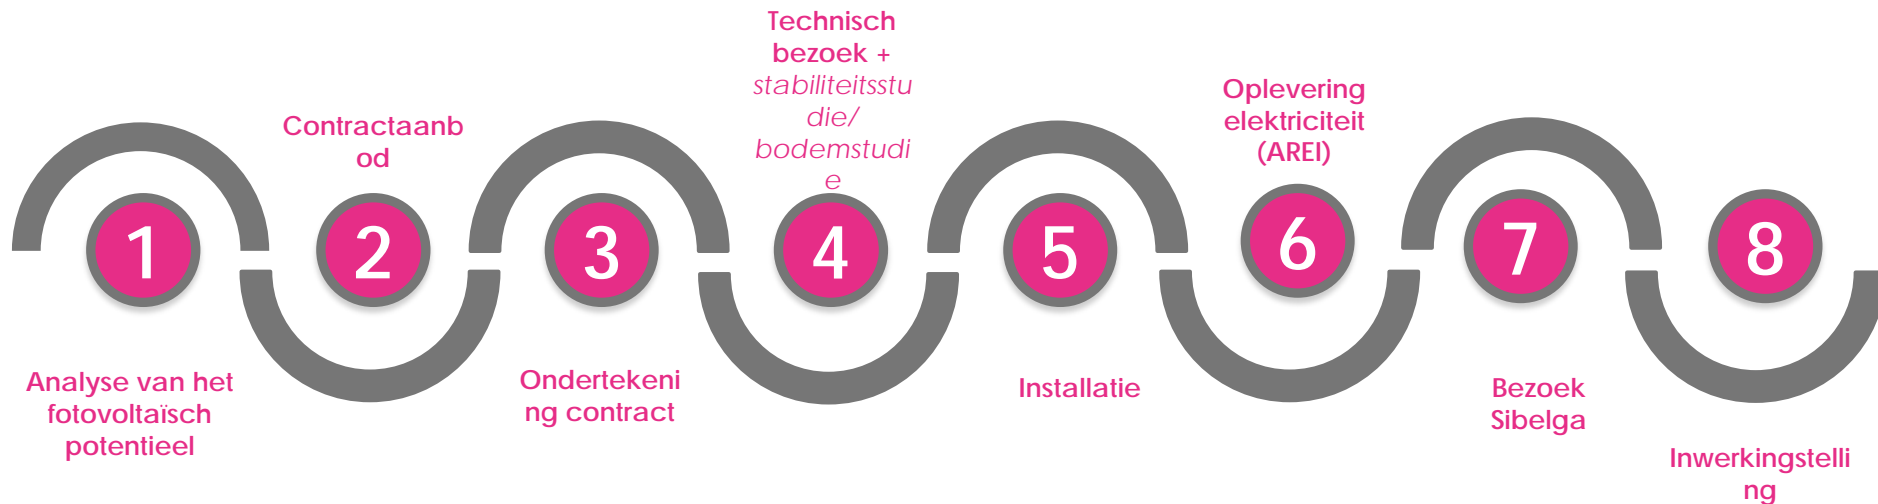 1
Analyse van het
fotovoltaïsch
potentieel
2
Contractaanb
od
3
Ondertekeni
ng contract
4
Technisch
bezoek +
stabiliteitsstu
die/
bodemstudi
e
5
Installatie
6
Oplevering
elektriciteit
(AREI)
7
Bezoek
Sibelga
8
Inwerkingstelli
ng